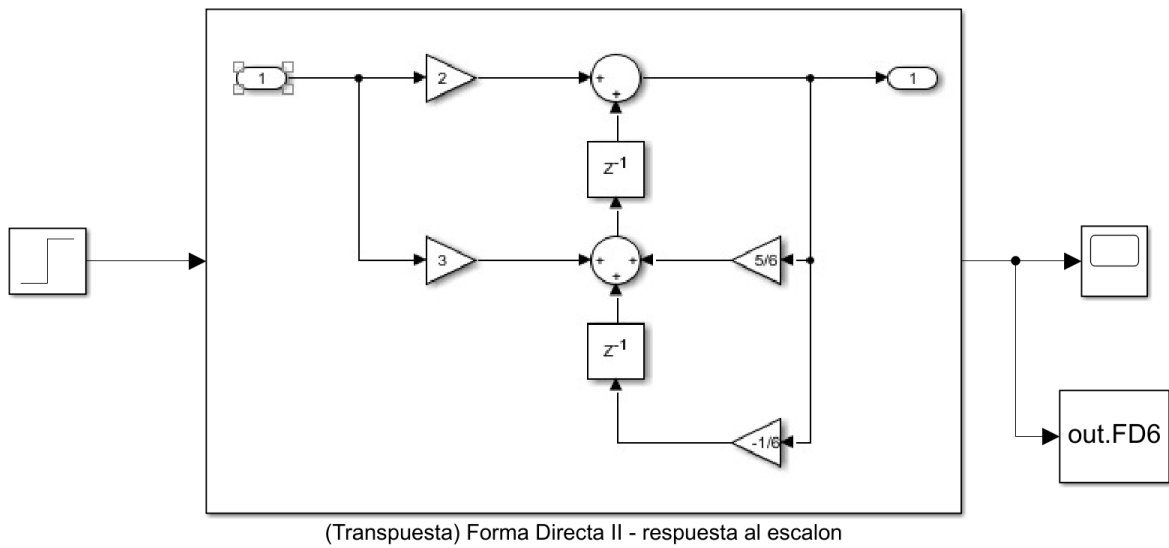 1
2
1
z⁻¹
3
5/6
z⁻¹
-1/6
out.FD6
(Transpuesta) Forma Directa II - respuesta al escalon